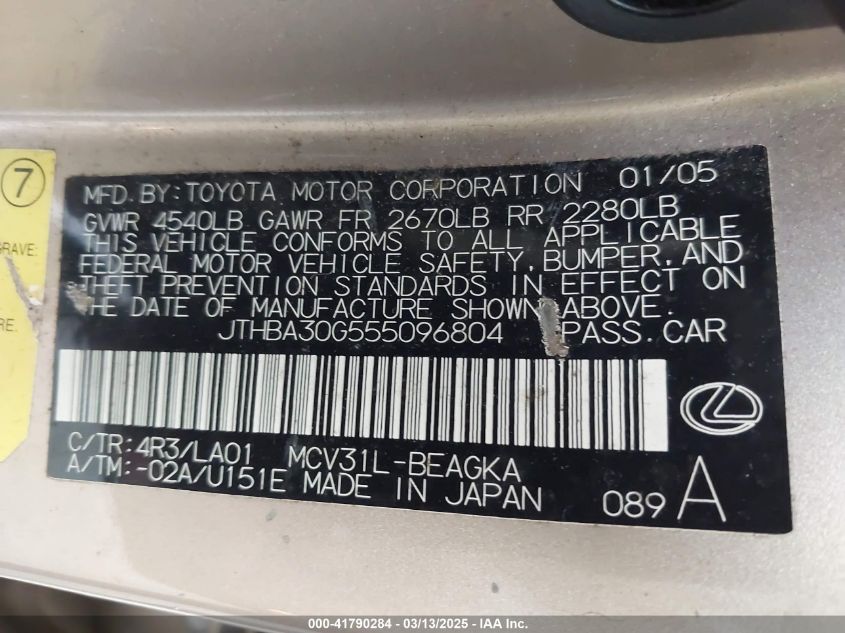 7
GRAVE:
RE.
MFD. BY: TOYOTA MOTOR CORPORATION 01/05
GVWR 4540LB GAWR FR 2670LB RR 2280LB
THIS VEHICLE CONFORMS TO ALL APPLICABLE
FEDERAL MOTOR VEHICLE SAFETY, BUMPER, AND
THEFT PREVENTION STANDARDS IN EFFECT ON
THE DATE OF MANUFACTURE SHOWN ABOVE.
JTHBA30G555096804 PASS. CAR
C/TR: 4R3/LA01 MCV31L-BEAGKA
A/TM: -02A/U151E MADE IN JAPAN 089 A
000-41790284 - 03/13/2025 - IAA Inc.